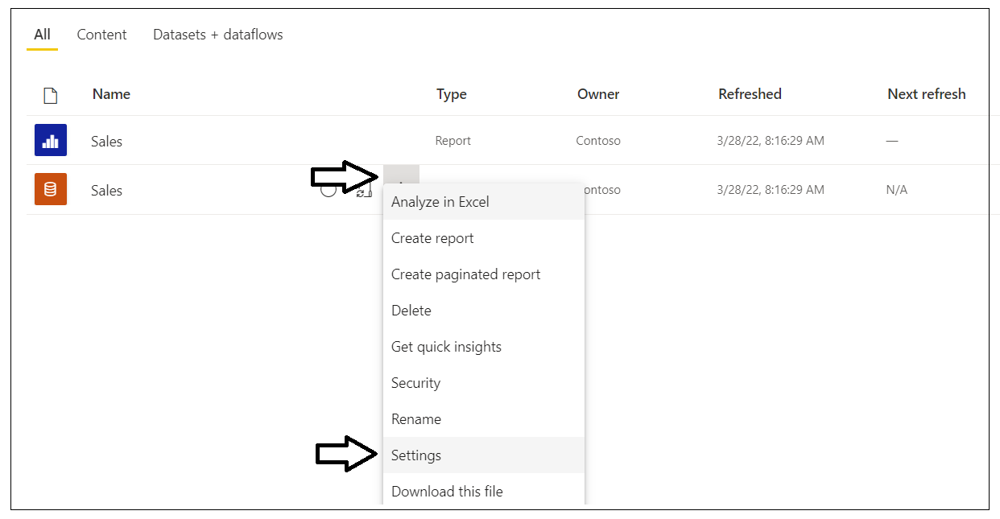 All Content Datasets + dataflows
Name Type Owner Refreshed Next refresh
Sales Report Contoso 3/28/22, 8:16:29 AM —
Sales ontoso 3/28/22, 8:16:29 AM N/A
Analyze in Excel
Create report
Create paginated report
Delete
Get quick insights
Security
Rename
Settings
Download this file